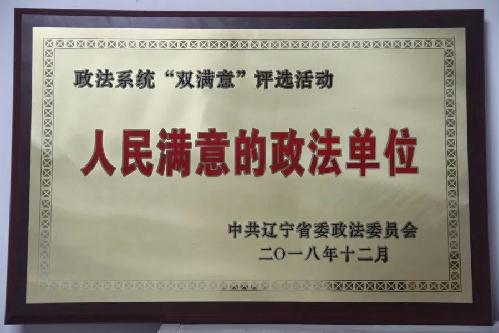 政法系统“双满意”评选活动
人民满意的政法单位
中共辽宁省委政法委员会
二〇一八年十二月